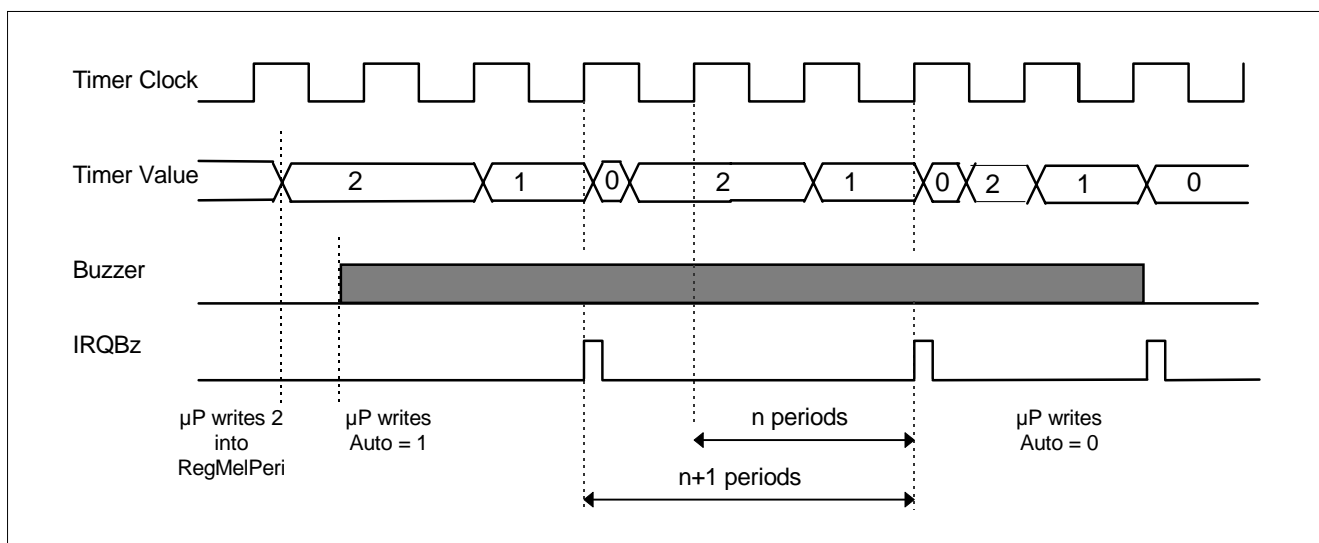 Timer Clock
Timer Value
2
1
0
2
1
0
2
1
0
Buzzer
IRQBz
µP writes 2
into
RegMelPeri
µP writes
Auto = 1
n periods
n+1 periods
µP writes
Auto = 0